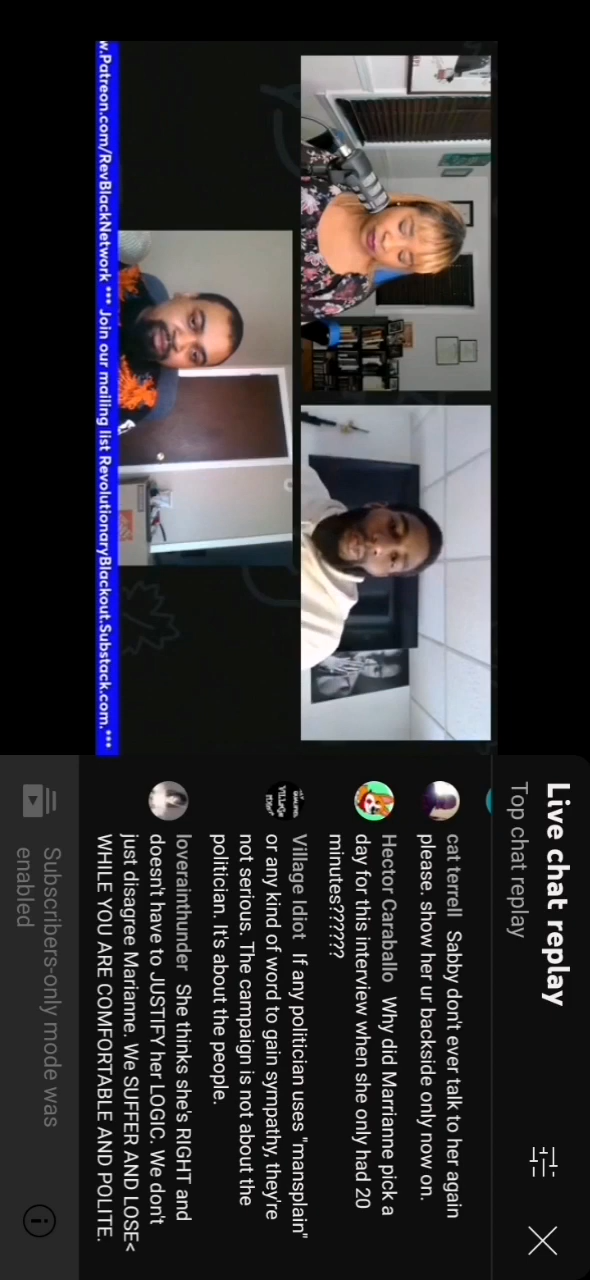 Live chat replay
Top chat replay
cat terrell Sabby don't ever talk to her again
please. show her ur backside only now on.
Hector Caraballo Why did Marrianne pick a
day for this interview when she only had 20
minutes??????
Village Idiot If any politician uses "mansplain"
or any kind of word to gain sympathy, they're
not serious. The campaign is not about the
politician. It's about the people.
loverainthunder She thinks she's RIGHT and
doesn't have to JUSTIFY her LOGIC. We don't
just disagree Marianne. We SUFFER AND LOSE<
WHILE YOU ARE COMFORTABLE AND POLITE.
Subscribers-only mode was
enabled
w.Patreon.com/RevBlackNetwork *** Join our mailing list RevolutionaryBlackout.Substack.com. ***